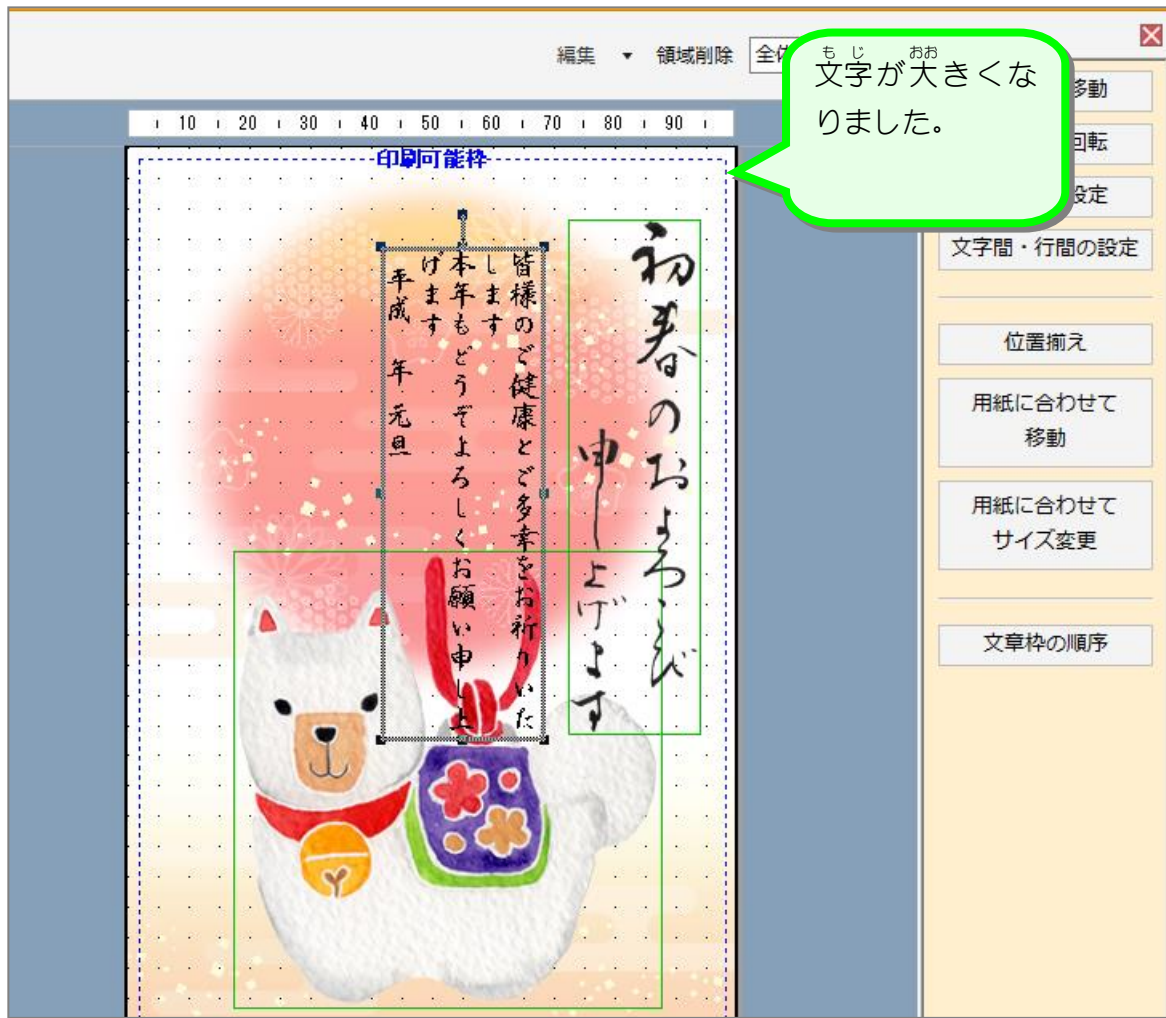 編集 ▼ 領域削除 全体
文字が大きくな
りました。
もじ おお
移動
回転
設定
文字間・行間の設定
位置揃え
用紙に合わせて
移動
用紙に合わせて
サイズ変更
文章枠の順序
10 20 30 40 50 60 70 80 90
印刷可能枠
初春のおよろこび
申し上げます
皆様のご健康とご多幸をお祈りいた
します
本年もどうぞよろしくお願い申し上
げます
平成 年 元旦